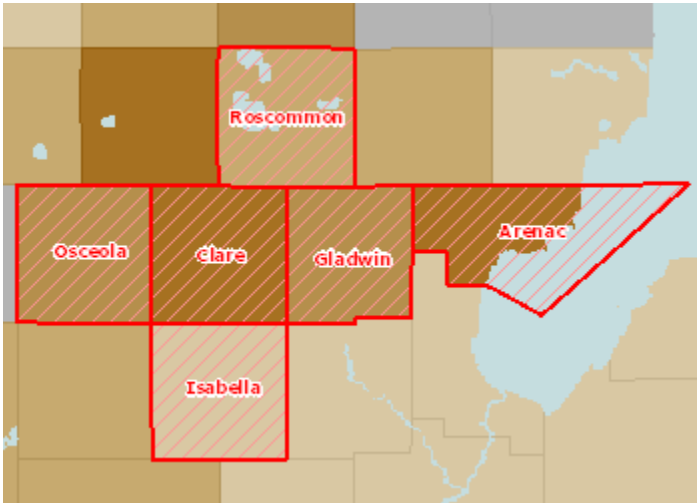 Roscommon
Arenac
Osceola
Clare
Gladwin
Isabella